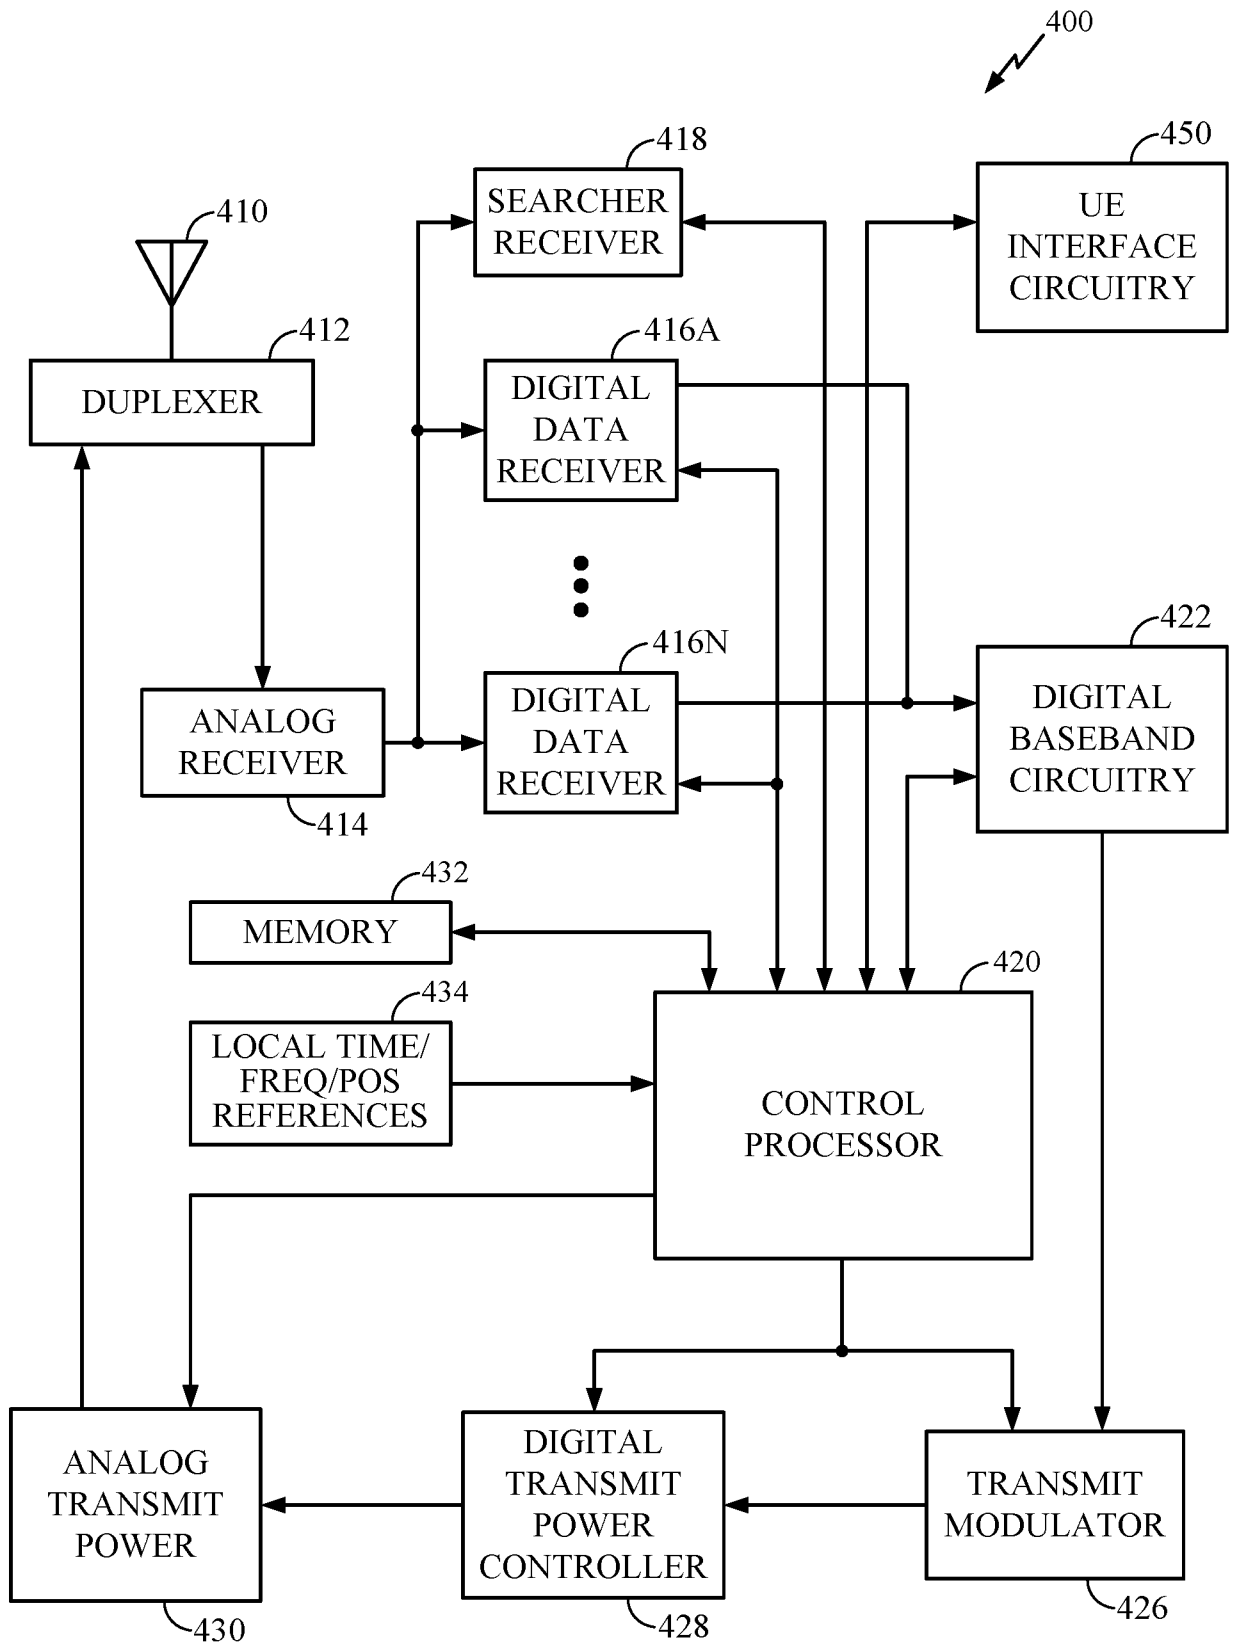 400
418
SEARCHER
RECEIVER
450
UE
INTERFACE
CIRCUITRY
410
412
DUPLEXER
416A
DIGITAL
DATA
RECEIVER
416N
DIGITAL
DATA
RECEIVER
422
DIGITAL
BASEBAND
CIRCUITRY
ANALOG
RECEIVER
414
432
MEMORY
434
LOCAL TIME/
FREQ/POS
REFERENCES
420
CONTROL
PROCESSOR
ANALOG
TRANSMIT
POWER
430
DIGITAL
TRANSMIT
POWER
CONTROLLER
428
TRANSMIT
MODULATOR
426